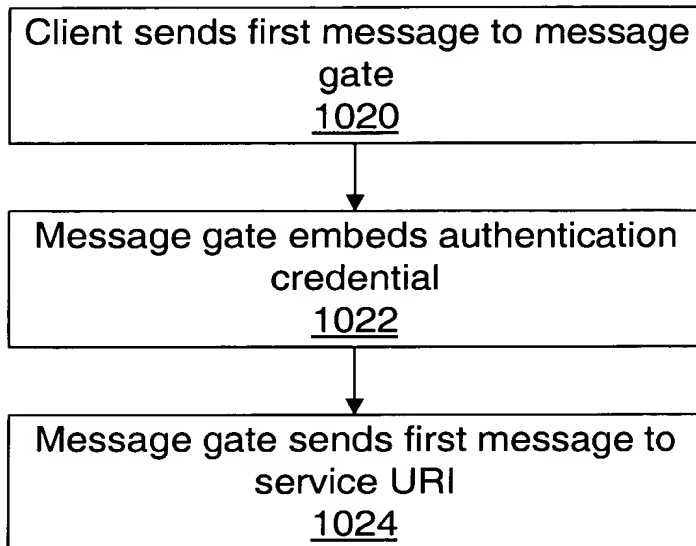 Client sends first message to message
gate
1020
Message gate embeds authentication
credential
1022
Message gate sends first message to
service URI
1024